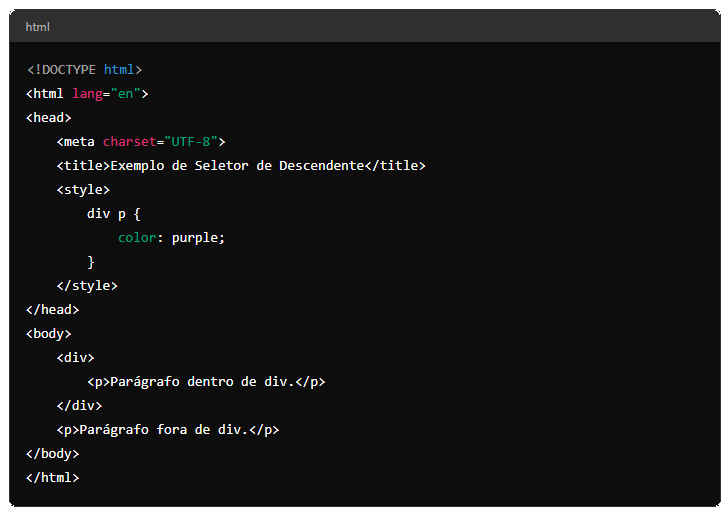 html
<!DOCTYPE html>
<html lang="en">
<head>
    <meta charset="UTF-8">
    <title>Exemplo de Seletor de Descendente</title>
    <style>
        div p {
            color: purple;
        }
    </style>
</head>
<body>
    <div>
        <p>Parágrafo dentro de div.</p>
    </div>
    <p>Parágrafo fora de div.</p>
</body>
</html>